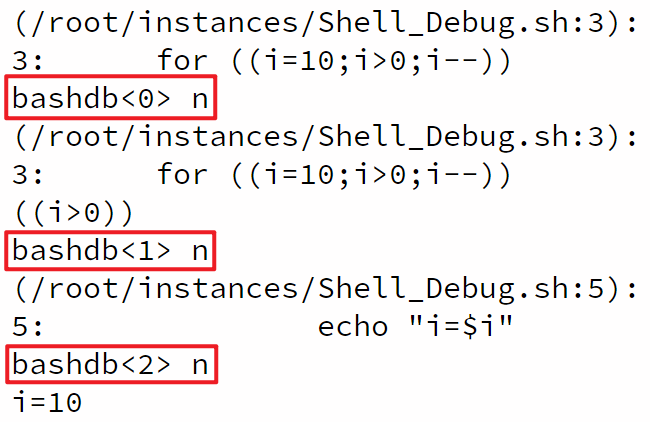 (/root/instances/Shell_Debug.sh:3):
3:      for ((i=10;i>0;i--))
bashdb<0> n
(/root/instances/Shell_Debug.sh:3):
3:      for ((i=10;i>0;i--))
((i>0))
bashdb<1> n
(/root/instances/Shell_Debug.sh:5):
5:              echo "i=$i"
bashdb<2> n
i=10